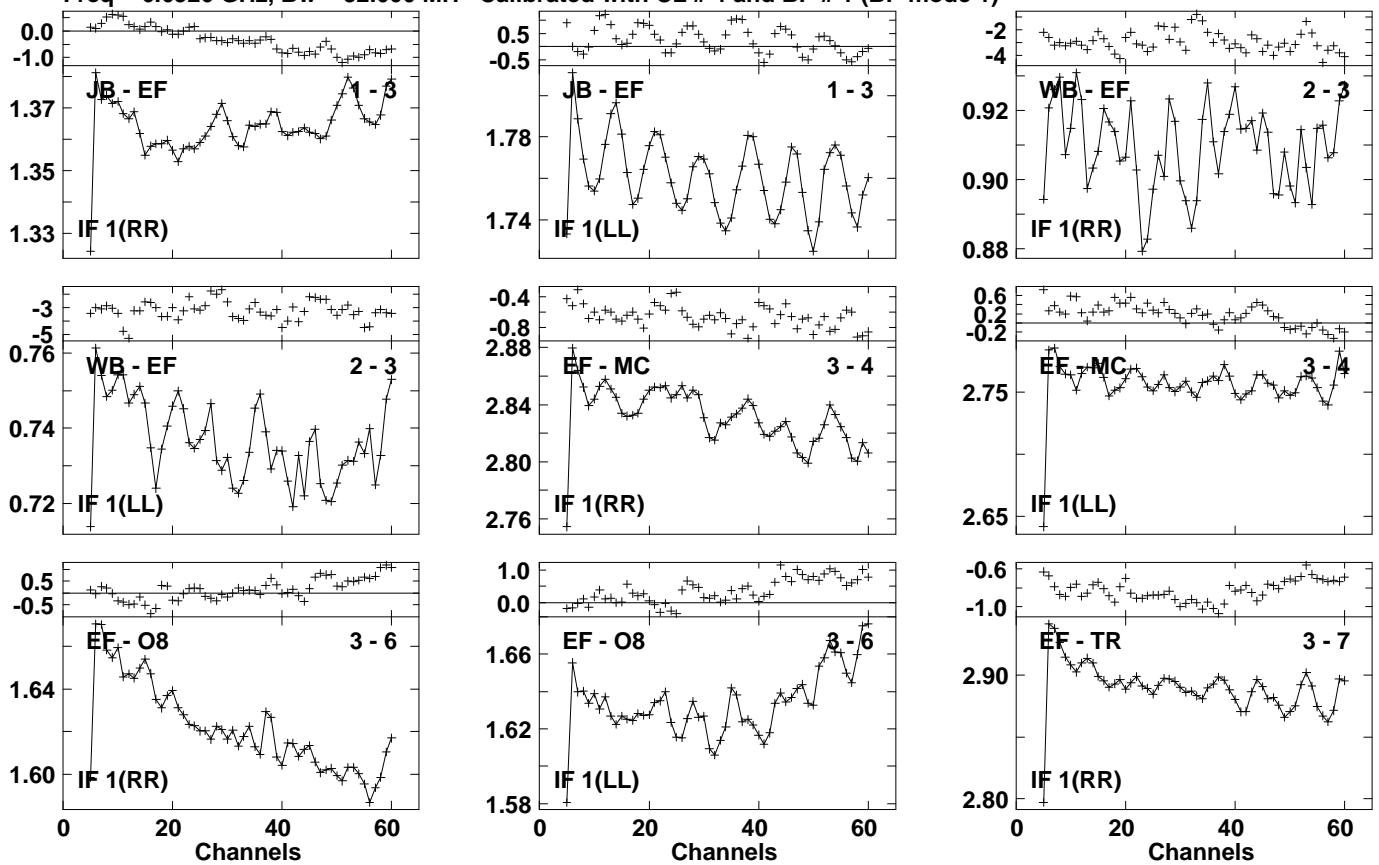 0.0
-1.0
JB - EF 1 - 3
1.37
1.35
1.33
IF 1(RR)
0.5
-0.5
JB - EF 1 - 3
1.78
1.74
IF 1(LL)
-2
-4
WB - EF 2 - 3
0.92
0.90
0.88
IF 1(RR)
-3
-5
0.76
WB - EF 2 - 3
0.74
0.72
IF 1(LL)
-0.4
-0.8
2.88
EF - MC 3 - 4
2.84
2.80
2.76
IF 1(RR)
0.6
0.2
-0.2
EF - MC 3 - 4
2.75
2.65
IF 1(LL)
0.5
-0.5
EF - O8 3 - 6
1.64
1.60
IF 1(RR)
0 20 40 60
Channels
1.0
0.0
EF - O8 3 - 6
1.66
1.62
1.58
IF 1(LL)
0 20 40 60
Channels
-0.6
-1.0
EF - TR 3 - 7
2.90
2.80
IF 1(RR)
0 20 40 60
Channels